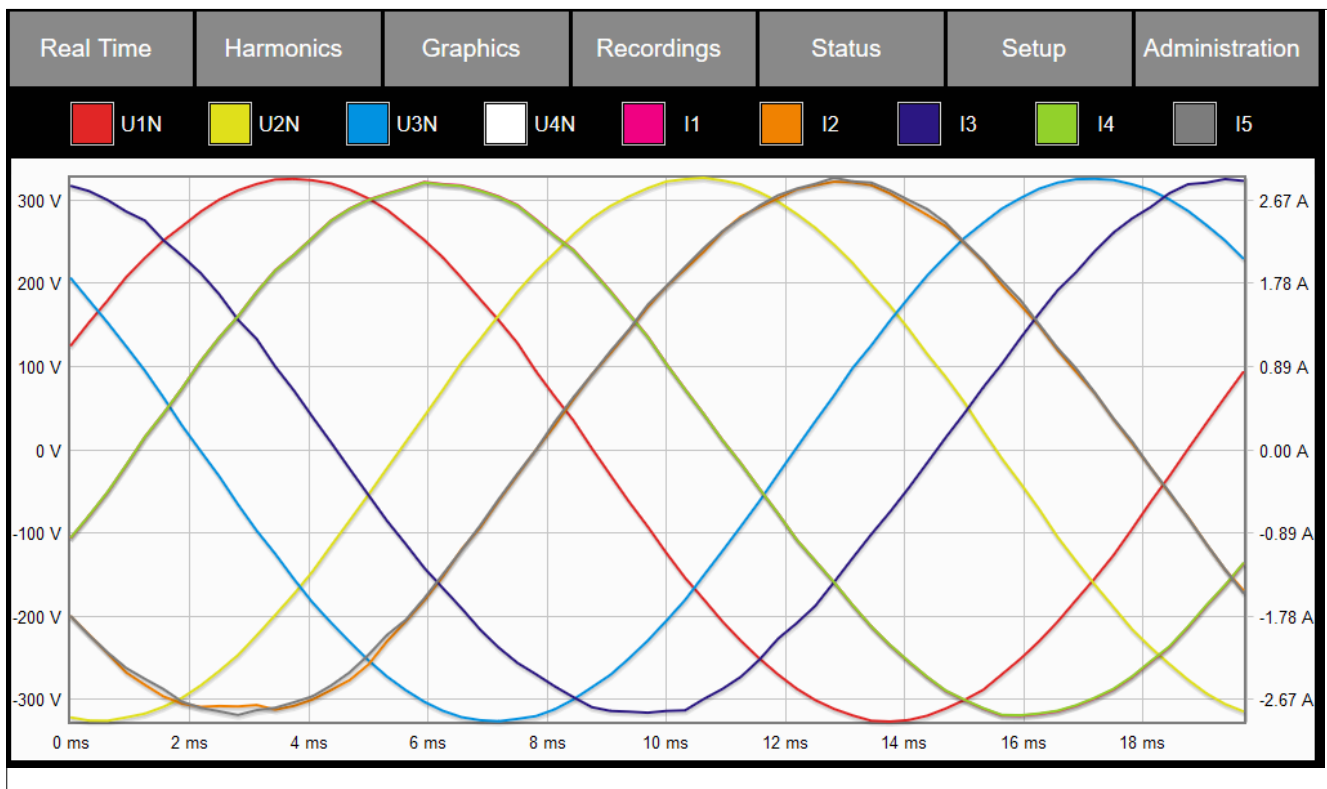 Real Time Harmonics Graphics Recordings Status Setup Administration
U1N U2N U3N U4N I1 I2 I3 I4 I5
300 V 2.67 A
200 V 1.78 A
100 V 0.89 A
0 V 0.00 A
-100 V -0.89 A
-200 V -1.78 A
-300 V -2.67 A
0 ms 2 ms 4 ms 6 ms 8 ms 10 ms 12 ms 14 ms 16 ms 18 ms